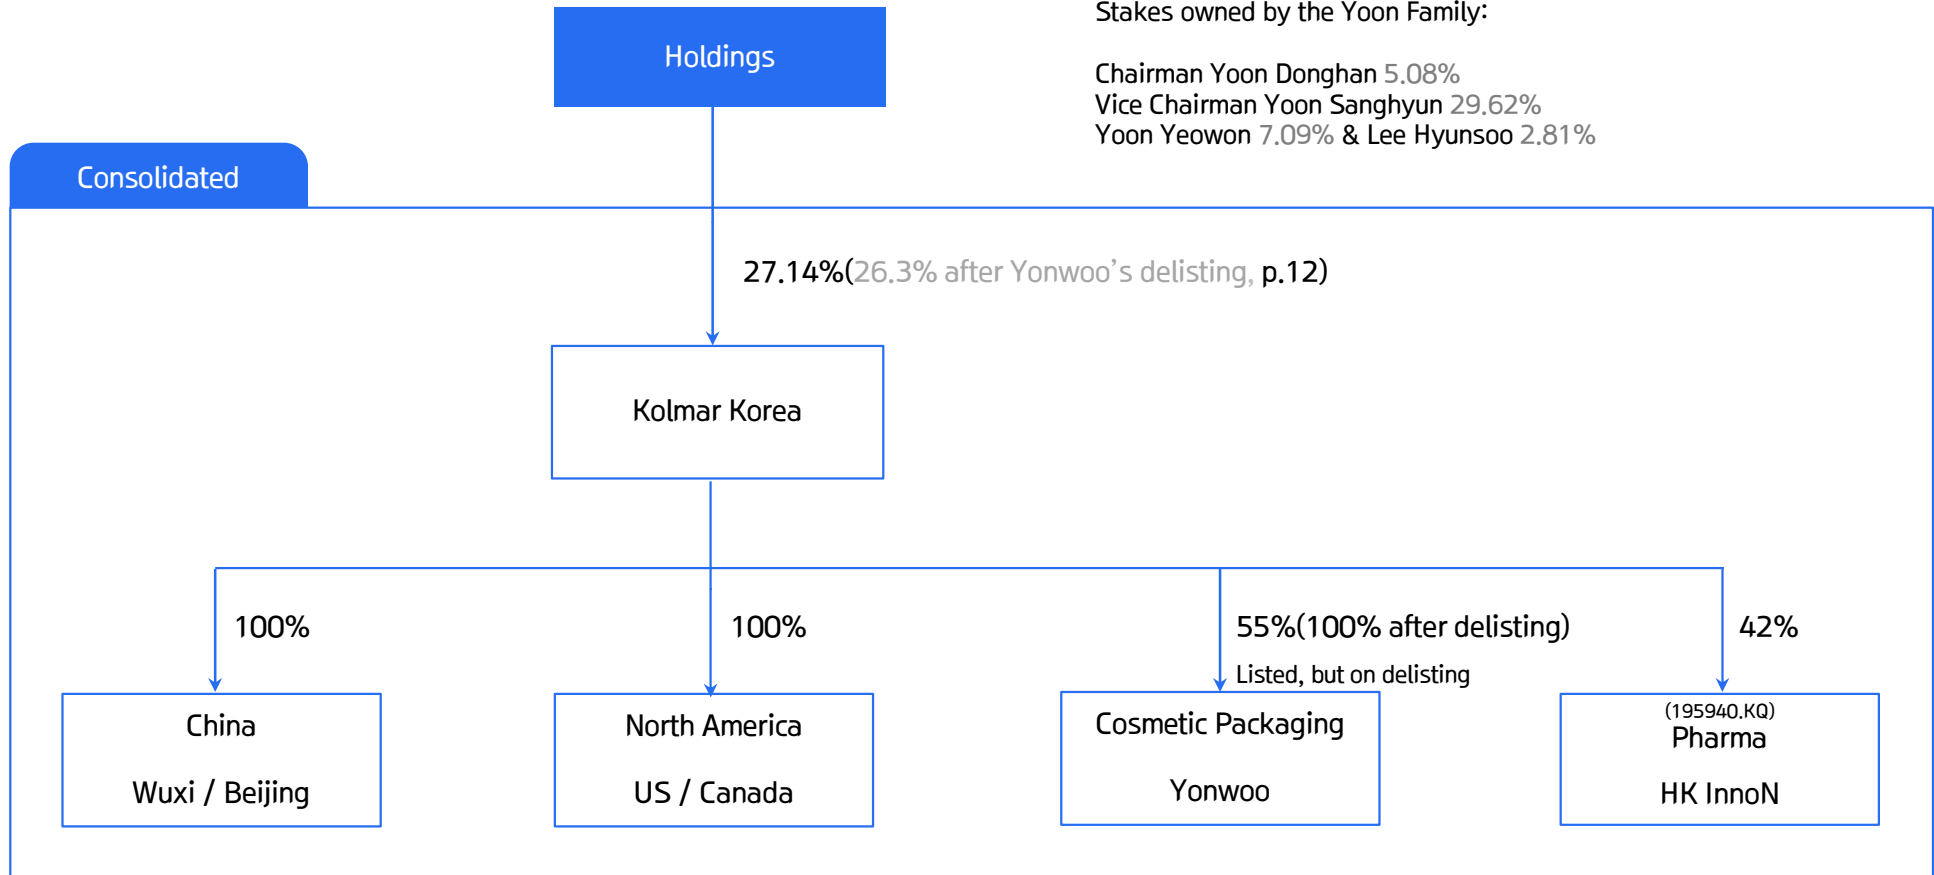 Stakes owned by the Yoon Family:
Holdings
Chairman Yoon Donghan 5.08%
Vice Chairman Yoon Sanghyun 29.62%
Yoon Yeowon 7.09% & Lee Hyunsoo 2.81%
Consolidated
27.14%(26.3% after Yonwoo's delisting, p.12)
Kolmar Korea
100%
100%
55%(100% after delisting)
Listed, but on delisting
42%
China
Wuxi / Beijing
North America
US / Canada
Cosmetic Packaging
Yonwoo
(195940.KQ)
Pharma
HK InnoN